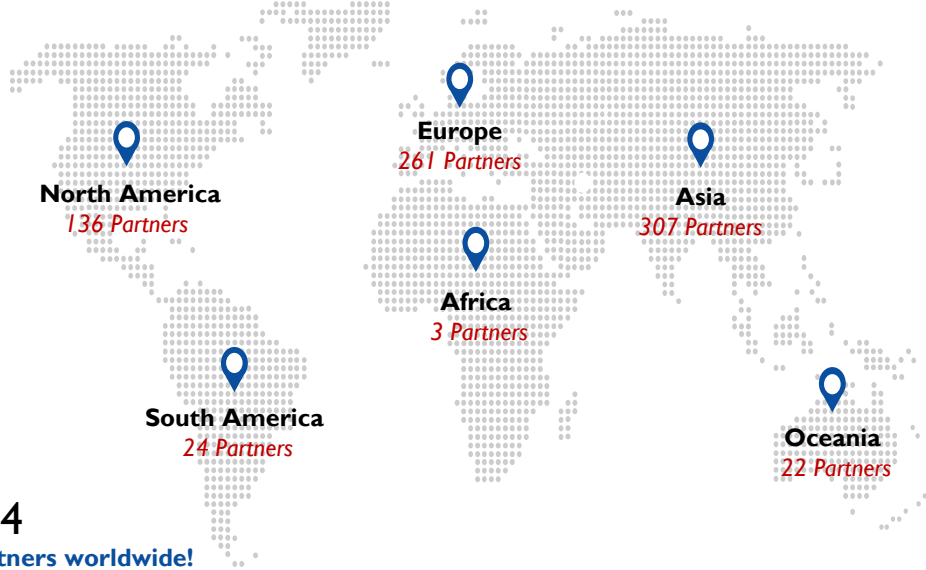 Europe
261 Partners
North America
136 Partners
Asia
307 Partners
Africa
3 Partners
South America
24 Partners
Oceania
22 Partners
4
worldwide!